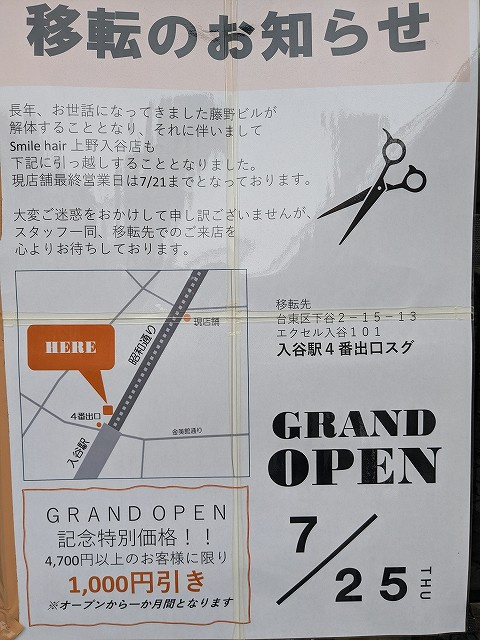 移転のお知らせ
長年、お世話になってきました藤野ビルが
解体することとなり、それに伴いまして
Smile hair 上野入谷店も
下記に引っ越しすることとなりました。
現店舗最終営業日は7/21までとなっております。
大変ご迷惑をおかけして申し訳ございませんが、
スタッフ一同、移転先でのご来店を
心よりお待ちしております。
現店舗
昭和通り
HERE
4番出口
入谷駅
金美館通り
移転先
台東区下谷2－15－13
エクセル入谷101
入谷駅4番出口スグ
GRAND
OPEN
7/25 THU
GRAND OPEN
記念特別価格！！
4,700円以上のお客様に限り
1,000円引き
※オープンから一か月間となります